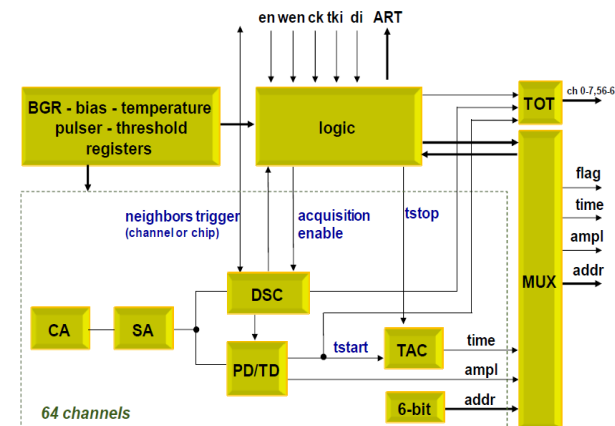 en wen ck tki di ART
BGR - bias - temperature
pulser - threshold
registers
logic
TOT
ch 0-7,56-6
neighbors trigger
(channel or chip)
acquisition
enable
tstop
flag
time
ampl
addr
MUX
DSC
CA
SA
PD/TD
tstart
TAC
time
ampl
6-bit
addr
64 channels